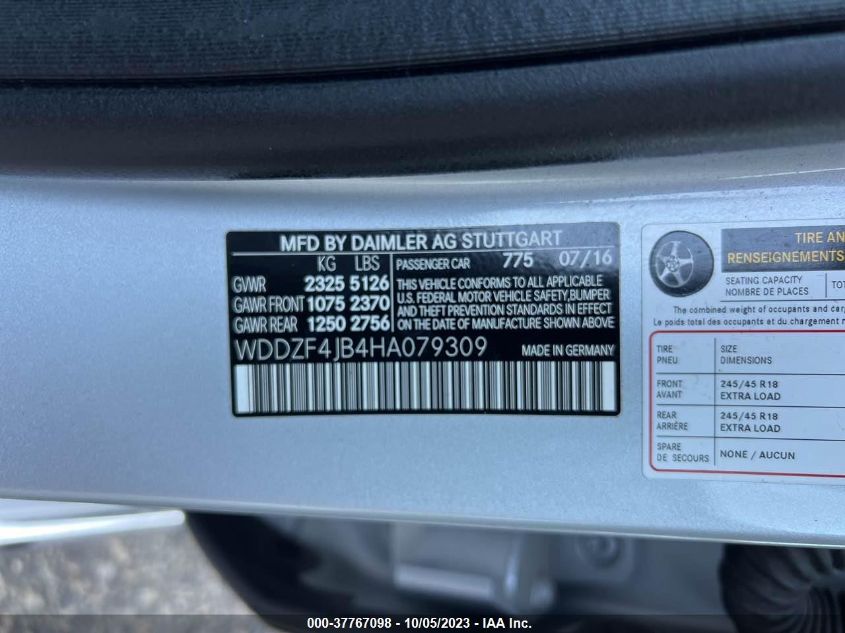 MFD BY DAIMLER AG STUTTGART
KG LBS
GVWR 2325 5126
GAWR FRONT 1075 2370
GAWR REAR 1250 2756
PASSENGER CAR 775 07/16
THIS VEHICLE CONFORMS TO ALL APPLICABLE
U.S. FEDERAL MOTOR VEHICLE SAFETY, BUMPER
AND THEFT PREVENTION STANDARDS IN EFFECT
ON THE DATE OF MANUFACTURE SHOWN ABOVE
WDDZF4JB4HA079309 MADE IN GERMANY
TIRE AN
RENSEIGNEMENTS
SEATING CAPACITY
NOMBRE DE PLACES
TOT
The combined weight of occupants and carg
Le poids total des occupants et du char
TIRE SIZE
PNEU DIMENSIONS
FRONT 245/45 R18
AVANT EXTRA LOAD
REAR 245/45 R18
ARRIÈRE EXTRA LOAD
SPARE NONE / AUCUN
DE SECOURS
000-37767098 - 10/05/2023 - IAA Inc.